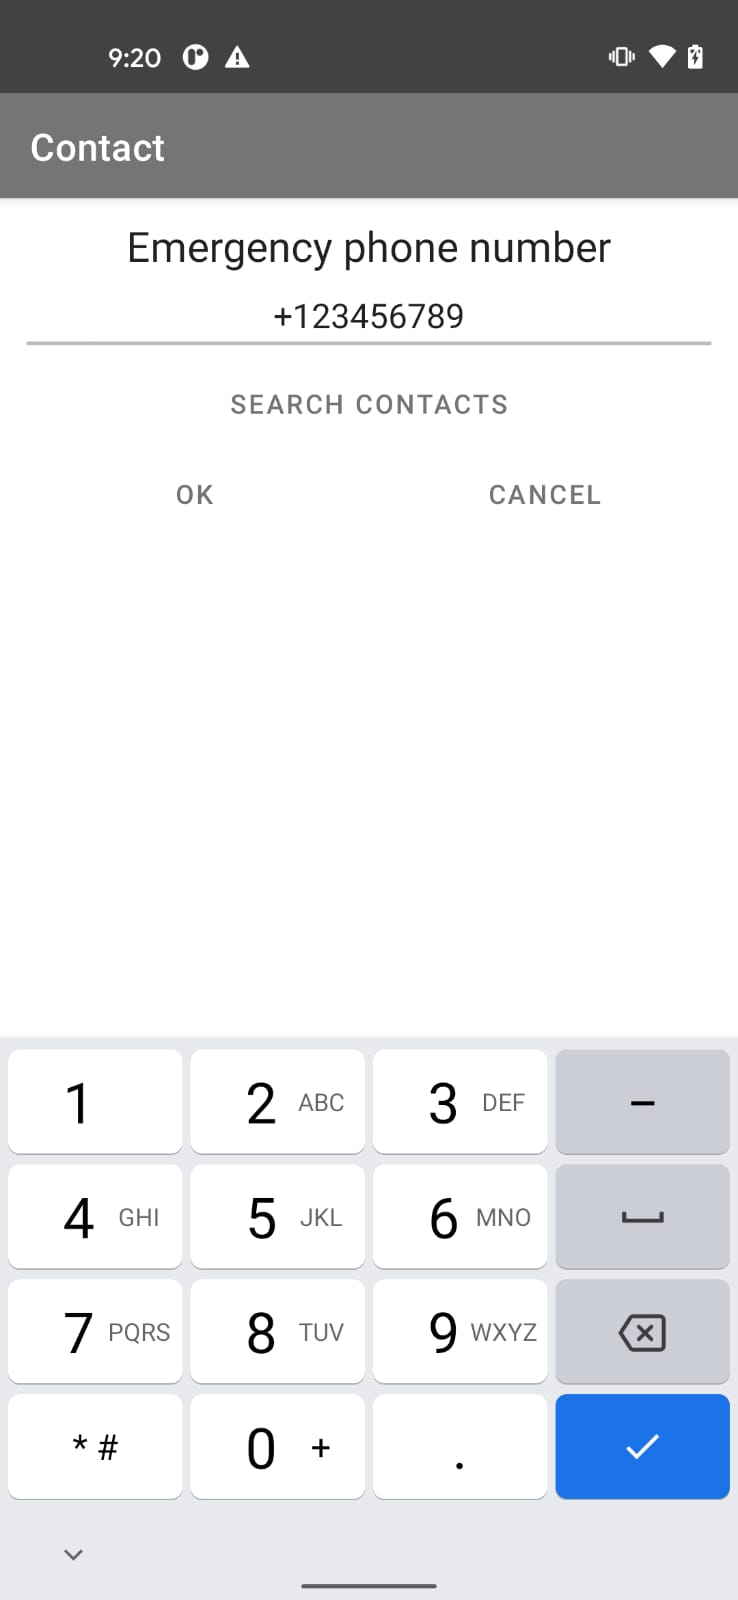 9:20
Contact
Emergency phone number
+123456789
SEARCH CONTACTS
OK CANCEL
1 2 ABC 3 DEF –
4 GHI 5 JKL 6 MNO
7 PQRS 8 TUV 9 WXYZ
* # 0 + .